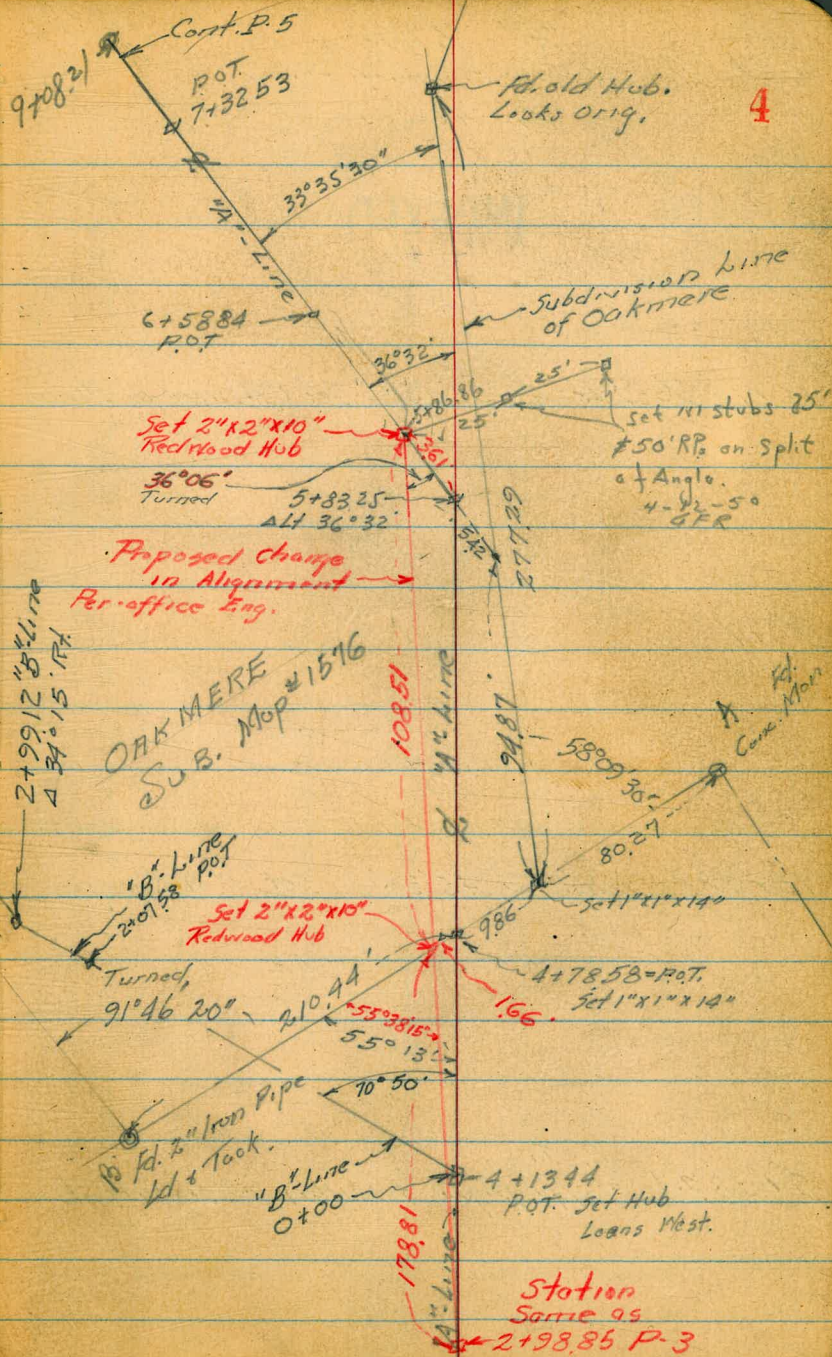 Cont. P. 5
9+08.21
P.O.T.
7+32 53
Fd. old Hub.
Looks Orig.
4
33°35'30"
"A"-Line
Subdivision Line
of Oakmere
6+58 84
P.O.T
36°32'
5+86.86
25'
25'
Set 2"x2"x10"
Redwood Hub
3.61
set stubs 25'
& 50' R.P. on Split
of Angle.
4-12-50
GFR
36°06'
Turned
5+83 25
Δ Lt 36°32'
5.42
277.29
Proposed Change
in Alignment
Per-office Eng.
2+99.12 "B"-Line
Δ 34°15' Rt.
OAKMERE
SUB. Map #1576
108.51
"A"-Line
94.87
58°09'30"
A
Fd.
Conc. Mon
80.27
"B"-Line
2+07.58 P.O.T
Set 2"x2"x10"
Redwood Hub
9.86
Set 1"x1"x14"
4+78.58=P.O.T.
Set 1"x1"x14"
1.66
Turned,
91°46'20"
210.44'
55°38'15"
55°13'
70°50'
B.
Fd. 2" Iron Pipe
Ld & Tack.
"B"-Line
0+00
4+13 44
P.O.T. Set Hub
Leans West.
178.81
"A"-Line
Station
Same as
2+98.85 P-3